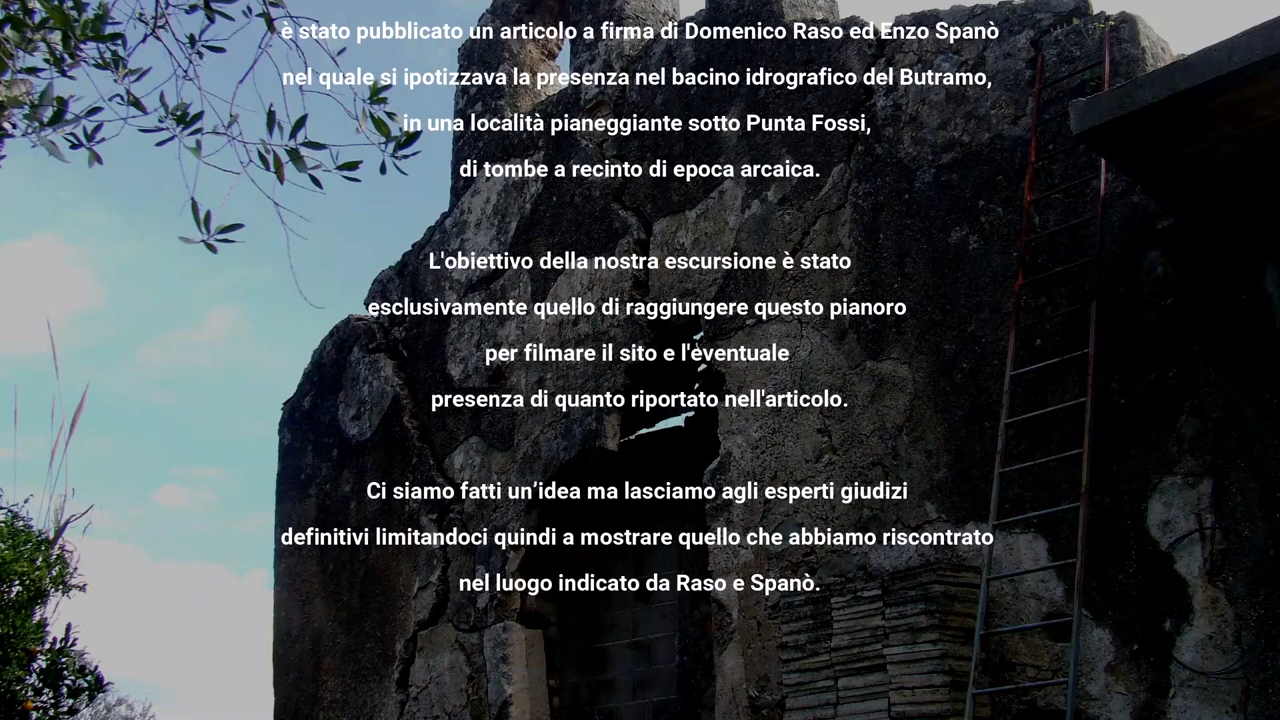 è stato pubblicato un articolo a firma di Domenico Raso ed Enzo Spanò
nel quale si ipotizzava la presenza nel bacino idrografico del Butramo,
in una località pianeggiante sotto Punta Fossi,
di tombe a recinto di epoca arcaica.
L'obiettivo della nostra escursione è stato
esclusivamente quello di raggiungere questo pianoro
per filmare il sito e l'eventuale
presenza di quanto riportato nell'articolo.
Ci siamo fatti un’idea ma lasciamo agli esperti giudizi
definitivi limitandoci quindi a mostrare quello che abbiamo riscontrato
nel luogo indicato da Raso e Spanò.